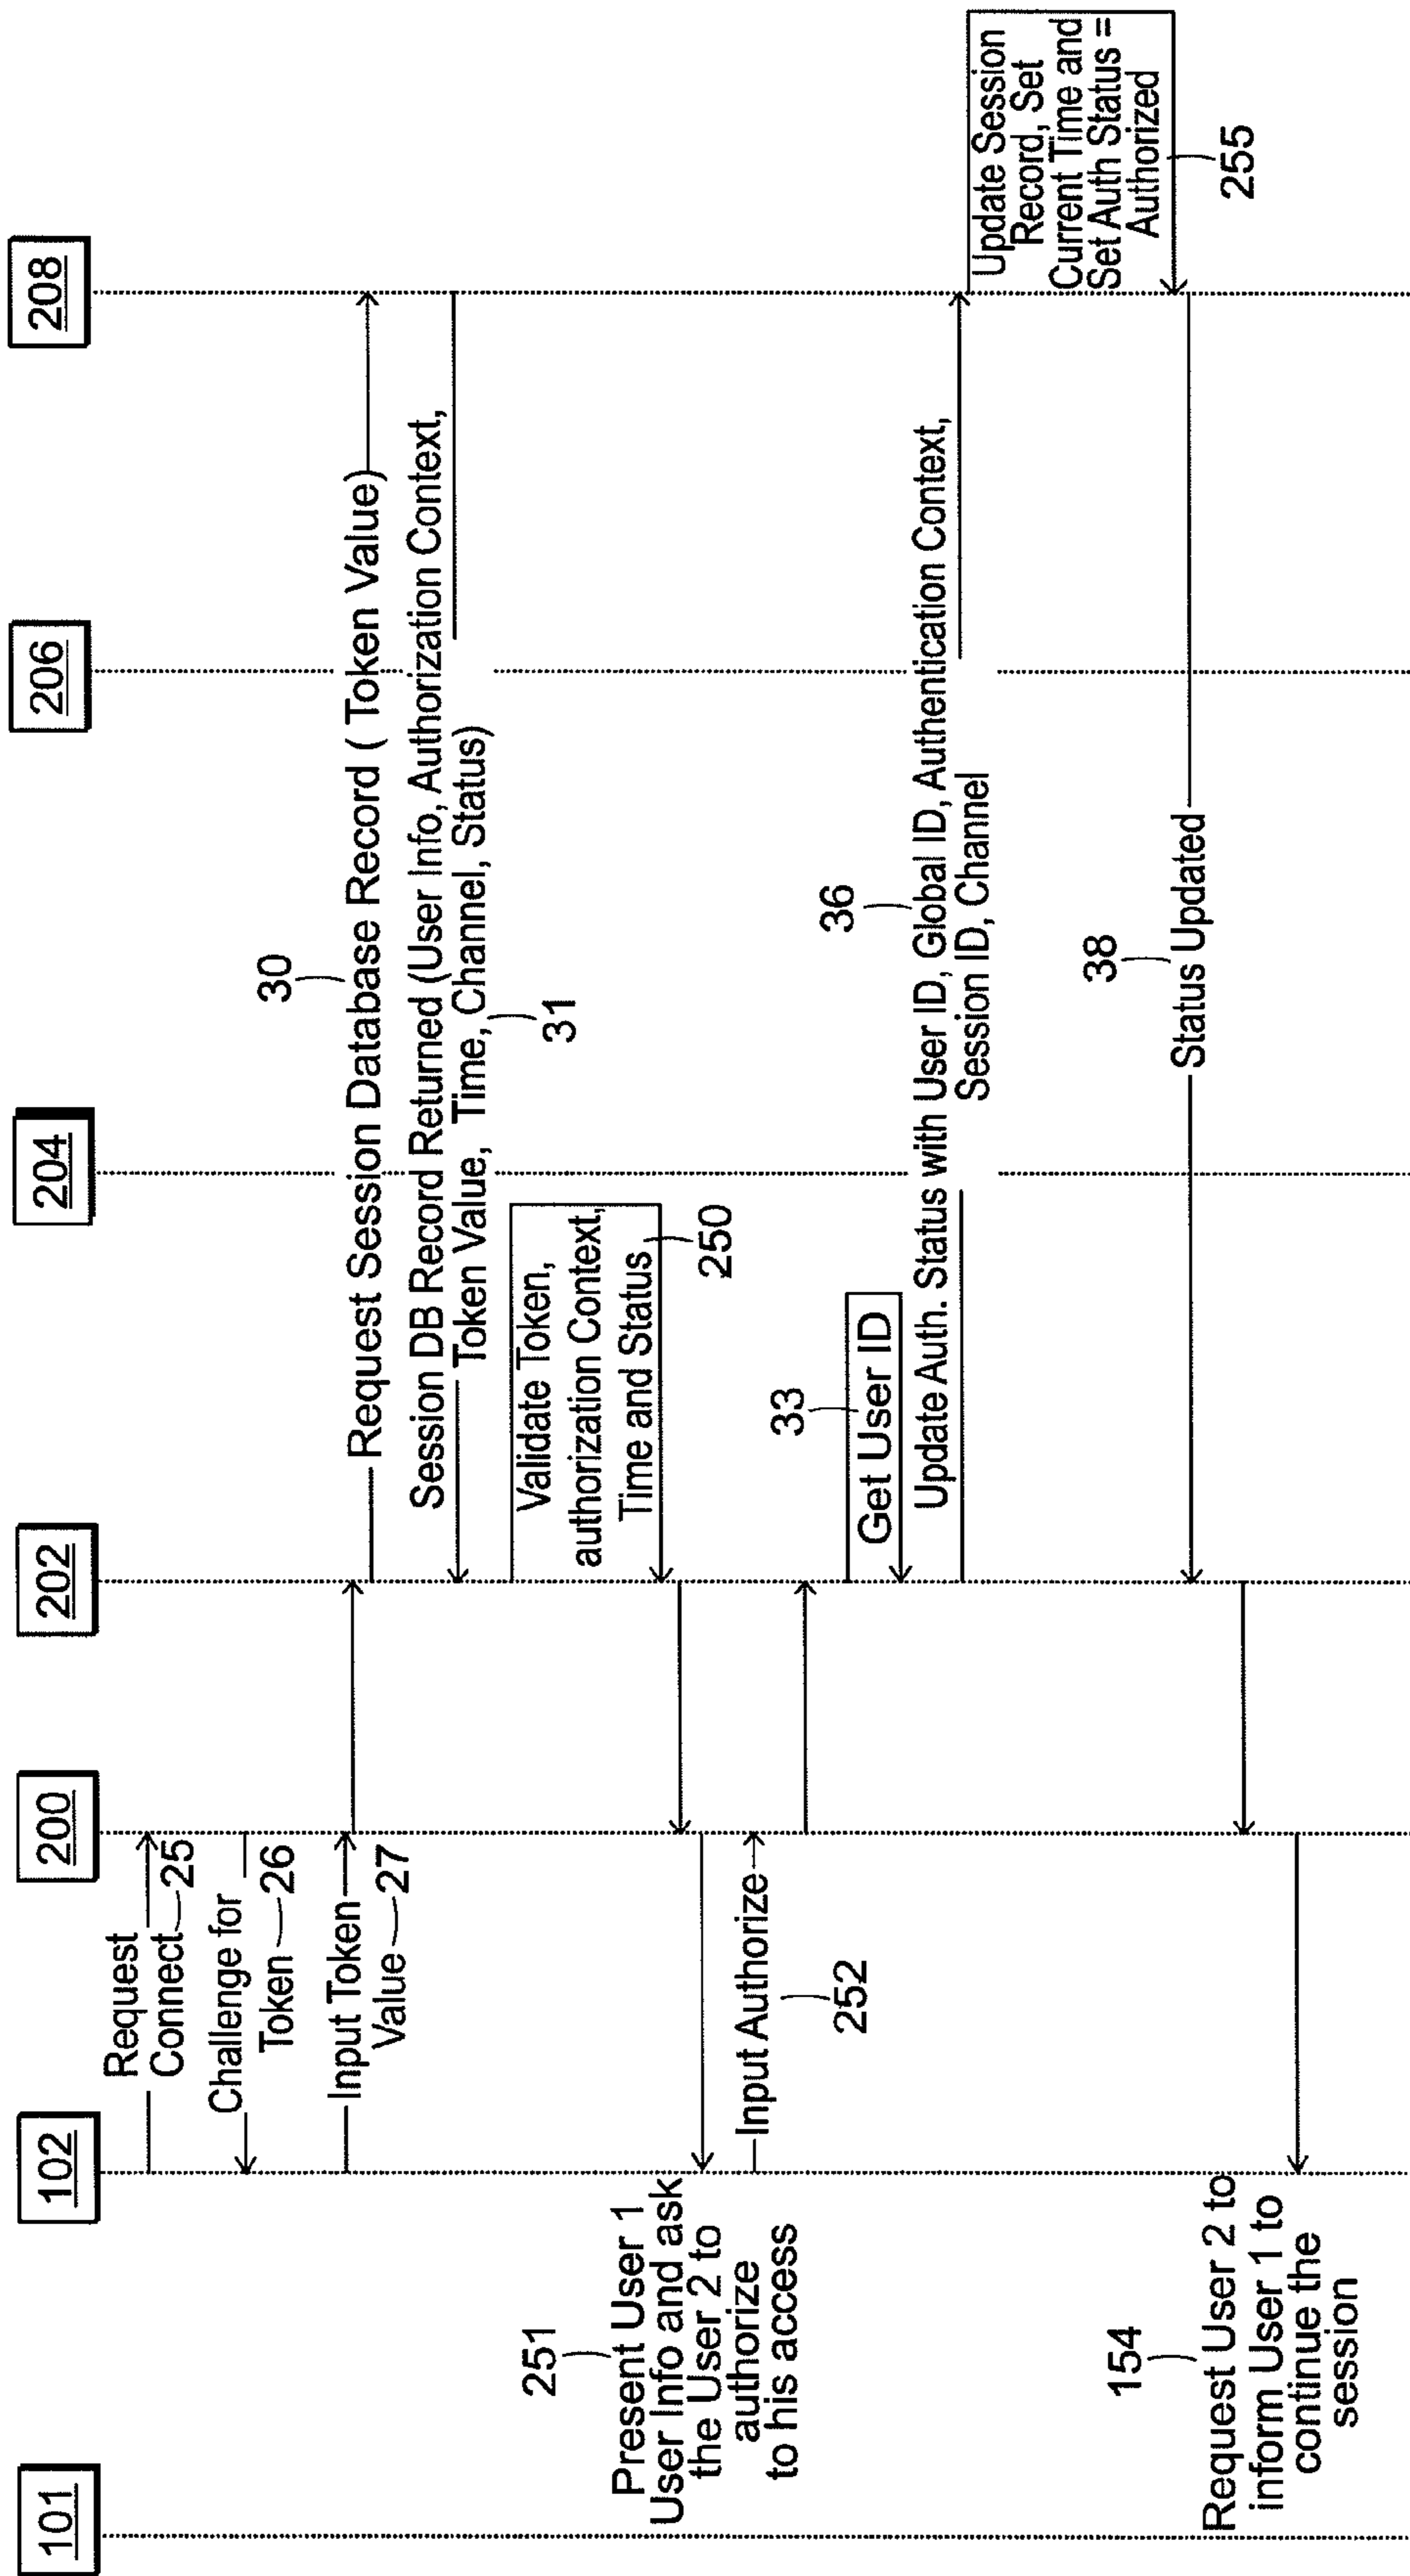 101
102
200
202
204
206
208
Request
Connect 25
Challenge for
Token 26
Input Token
Value 27
30
Request Session Database Record ( Token Value)
Session DB Record Returned (User Info, Authorization Context,
Token Value, Time, Channel, Status)
31
Validate Token,
authorization Context,
Time and Status
250
251
Present User 1
User Info and ask
the User 2 to
authorize
to his access
Input Authorize
252
33
Get User ID
36
Update Auth. Status with User ID, Global ID, Authentication Context,
Session ID, Channel
Update Session
Record, Set
Current Time and
Set Auth Status =
Authorized
255
38
Status Updated
154
Request User 2 to
inform User 1 to
continue the
session